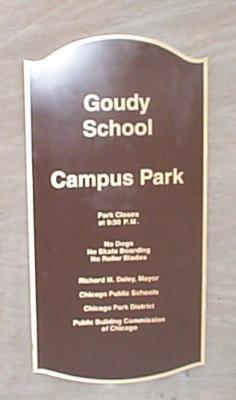 Goudy
School
Campus Park
Park Closes
at 9:30 P.M.
No Dogs
No Skate Boarding
No Roller Blades
Richard M. Daley, Mayor
Chicago Public Schools
Chicago Park District
Public Building Commission
of Chicago